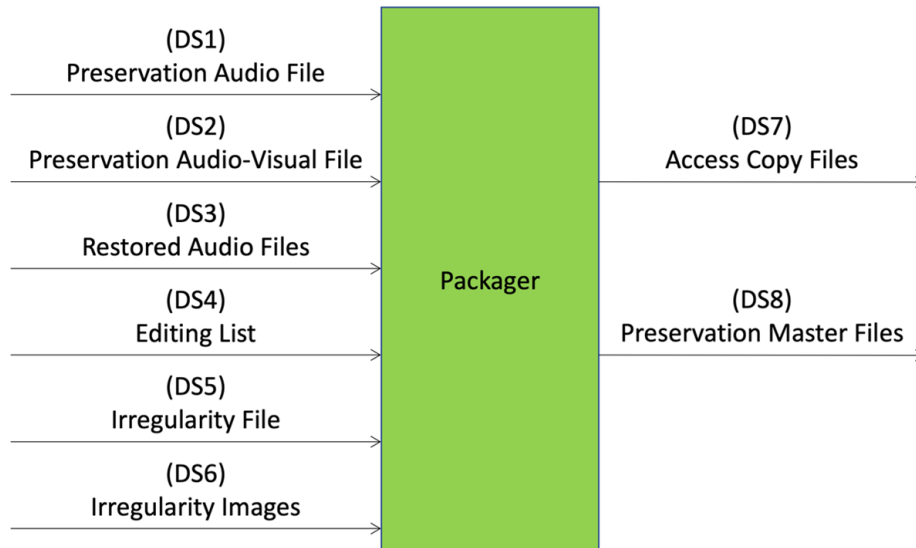 (DS1)
Preservation Audio File
(DS2)
Preservation Audio-Visual File
(DS3)
Restored Audio Files
(DS4)
Editing List
(DS5)
Irregularity File
(DS6)
Irregularity Images
Packager
(DS7)
Access Copy Files
(DS8)
Preservation Master Files